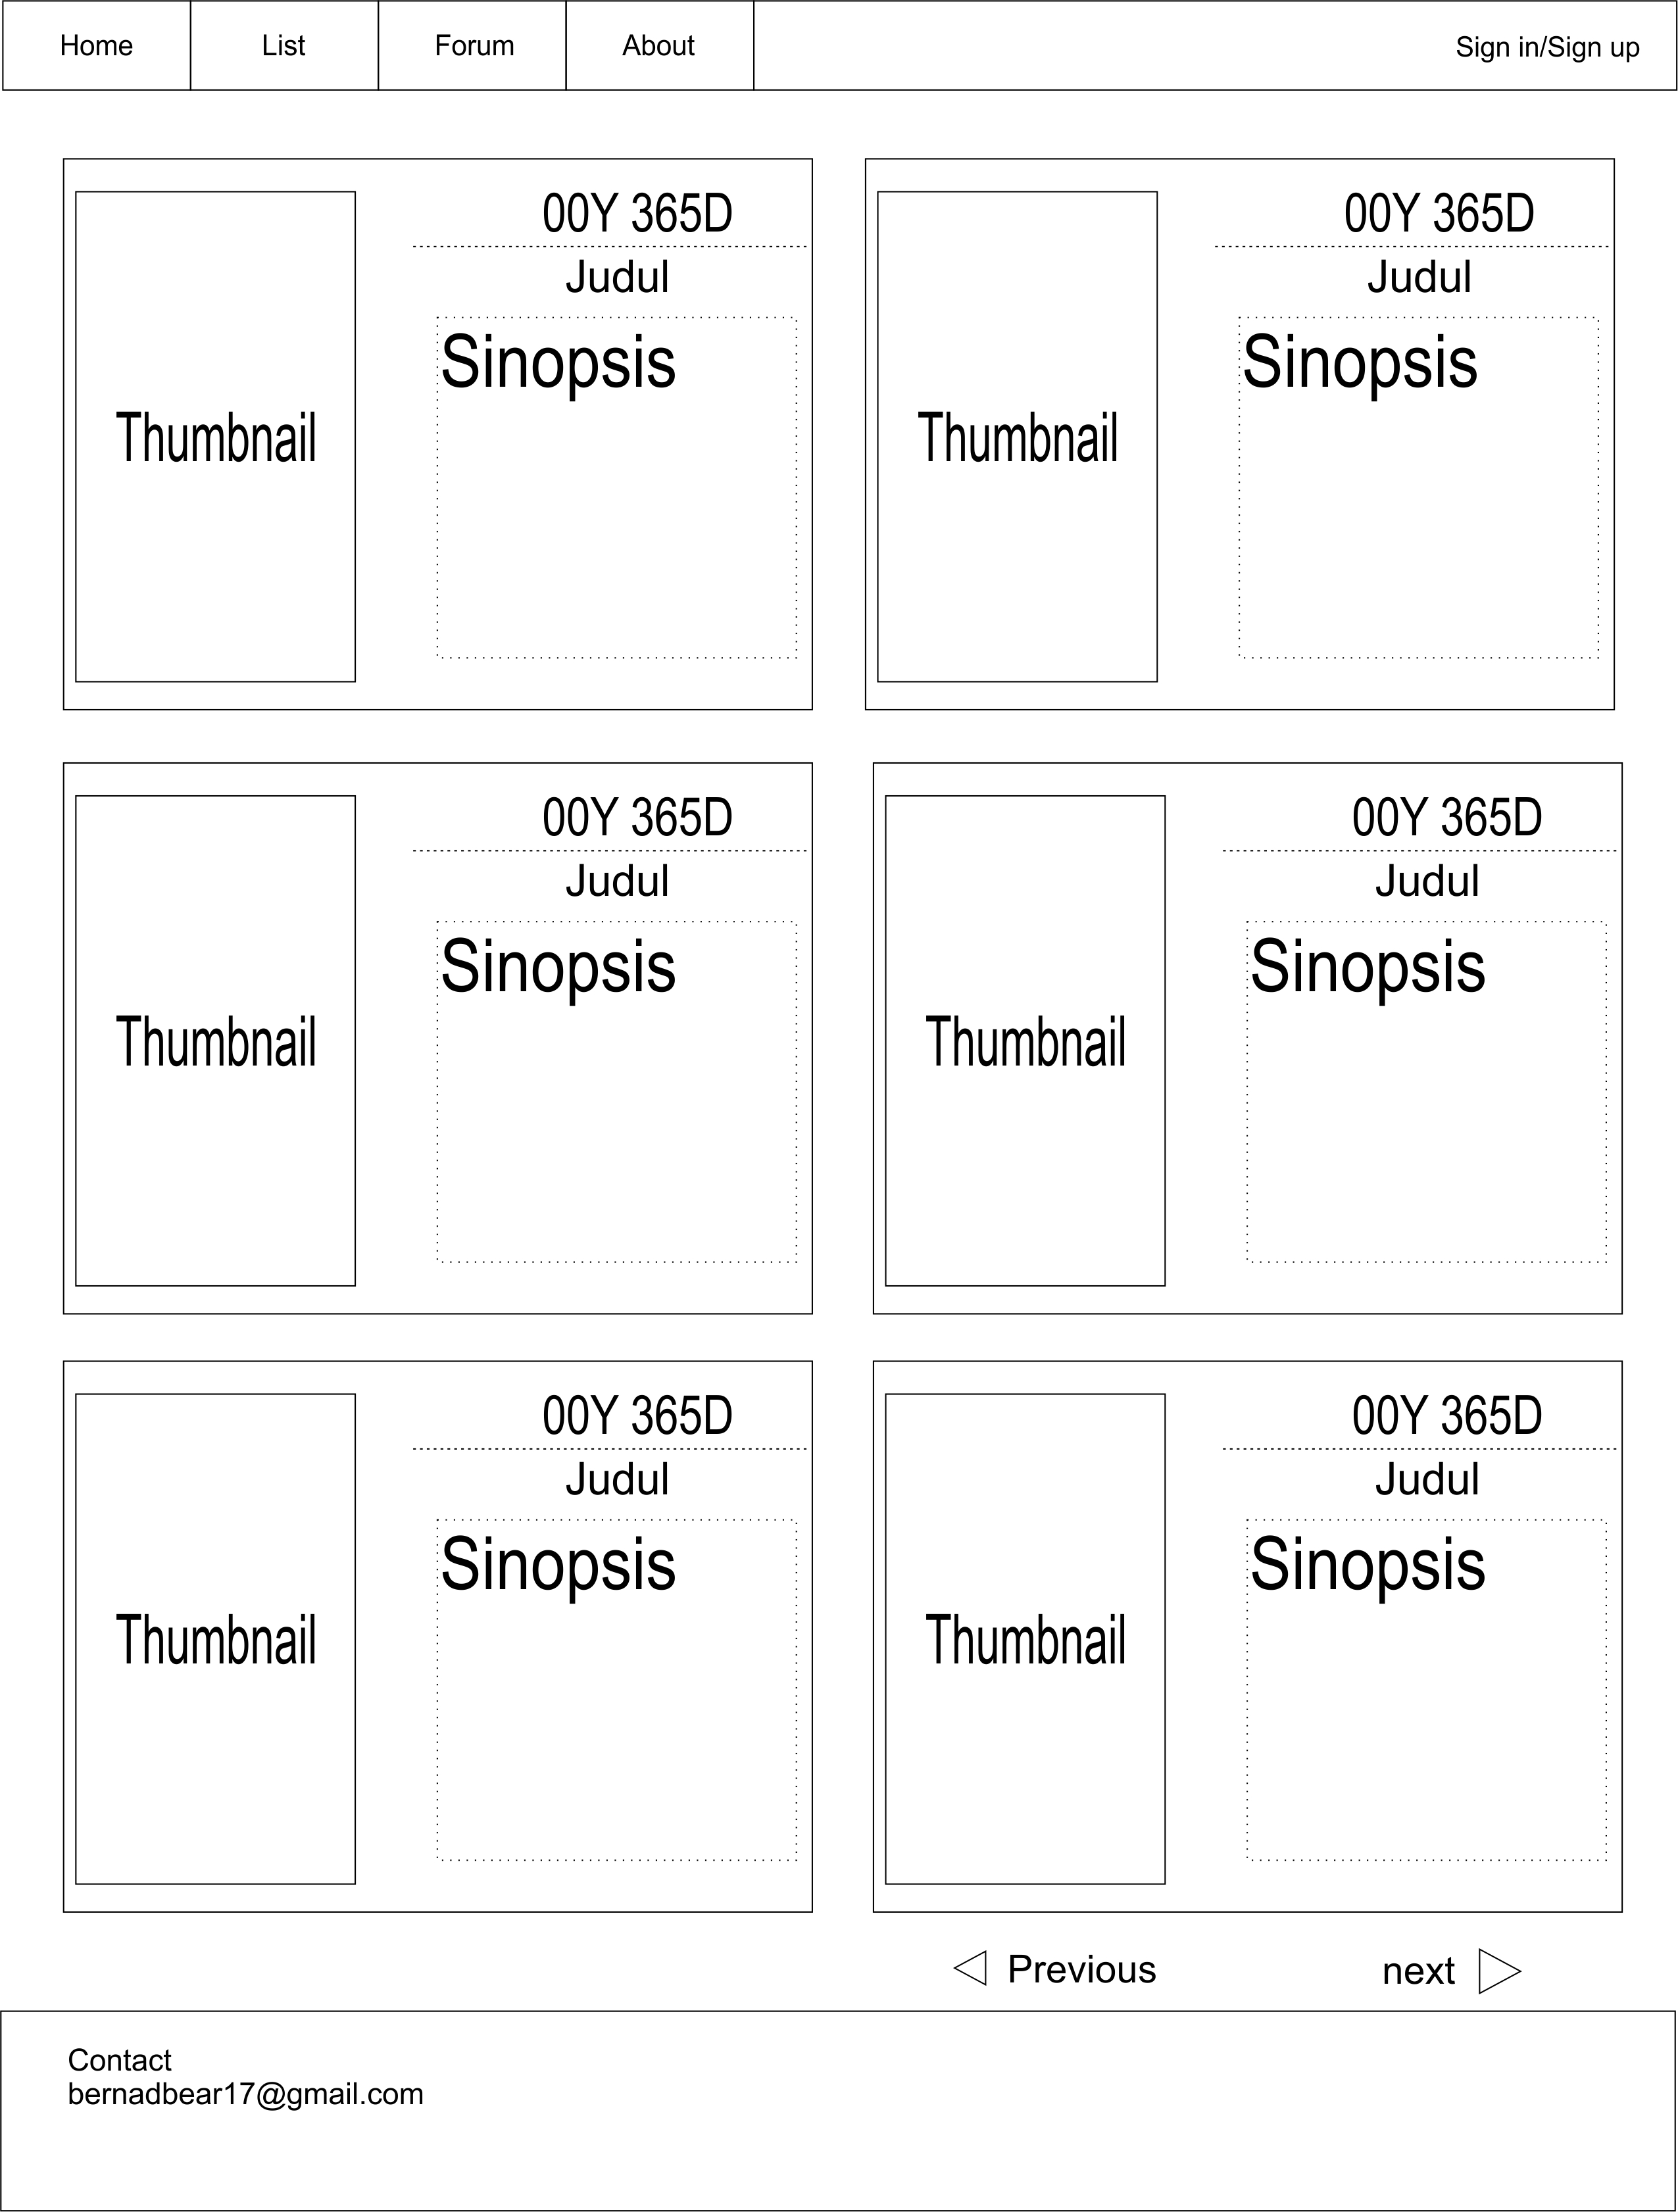 Home List Forum About Sign in/Sign up
00Y 365D
Judul
Sinopsis
Thumbnail
00Y 365D
Judul
Sinopsis
Thumbnail
00Y 365D
Judul
Sinopsis
Thumbnail
00Y 365D
Judul
Sinopsis
Thumbnail
00Y 365D
Judul
Sinopsis
Thumbnail
00Y 365D
Judul
Sinopsis
Thumbnail
Previous next
Contact
bernadbear17@gmail.com